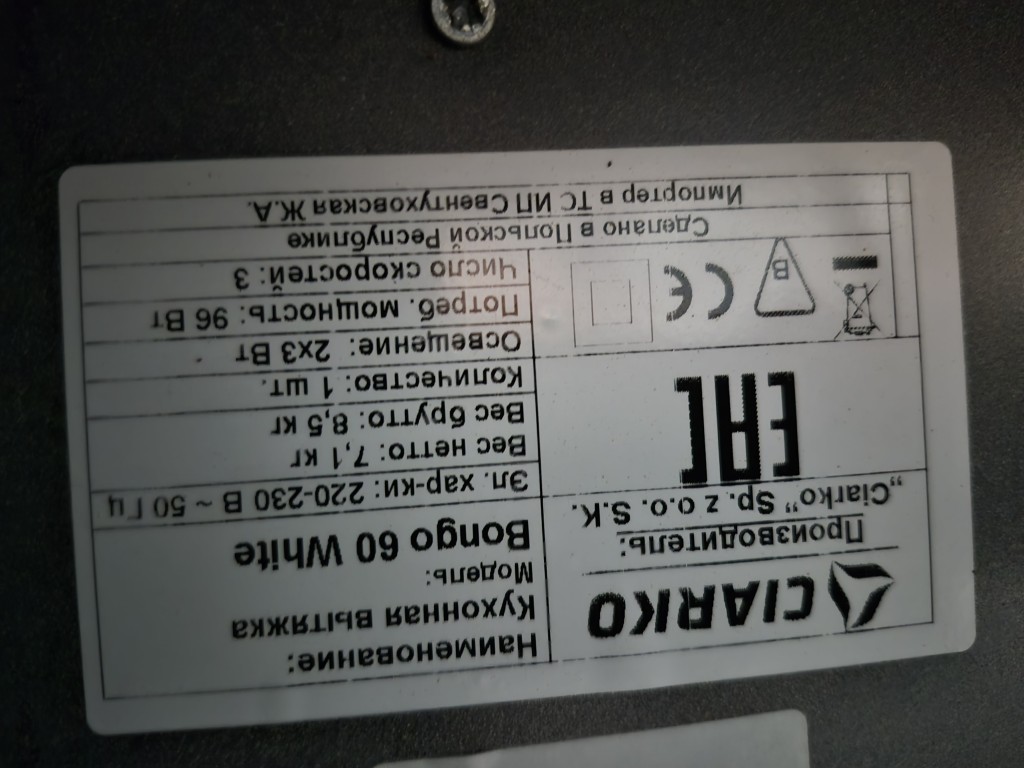 CIARKO
Производитель:
„Ciarko” Sp. z o.o. S.K.
EAC
B
CE
Наименование:
Кухонная вытяжка
Модель:
Bongo 60 White
Эл. хар-ки: 220-230 В ~ 50 Гц
Вес нетто: 7,1 кг
Вес брутто: 8,5 кг
Количество: 1 шт.
Освещение: 2х3 Вт
Потреб. мощность: 96 Вт
Число скоростей: 3
Сделано в Польской Республике
Импортер в ТС ИП Свентуховская Ж.А.